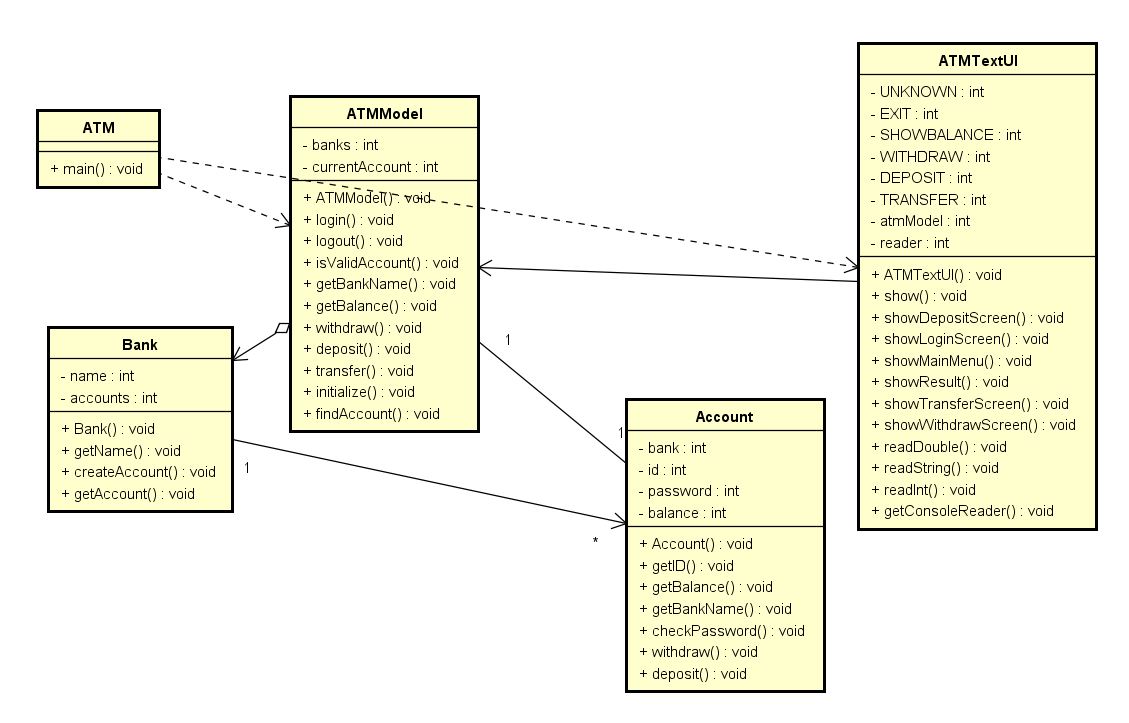 ATM
+ main() : void
ATMModel
- banks : int
- currentAccount : int
+ ATMModel() : void
+ login() : void
+ logout() : void
+ isValidAccount() : void
+ getBankName() : void
+ getBalance() : void
+ withdraw() : void
+ deposit() : void
+ transfer() : void
+ initialize() : void
+ findAccount() : void
ATMTextUI
- UNKNOWN : int
- EXIT : int
- SHOWBALANCE : int
- WITHDRAW : int
- DEPOSIT : int
- TRANSFER : int
- atmModel : int
- reader : int
+ ATMTextUI() : void
+ show() : void
+ showDepositScreen() : void
+ showLoginScreen() : void
+ showMainMenu() : void
+ showResult() : void
+ showTransferScreen() : void
+ showWithdrawScreen() : void
+ readDouble() : void
+ readString() : void
+ readInt() : void
+ getConsoleReader() : void
Bank
- name : int
- accounts : int
+ Bank() : void
+ getName() : void
+ createAccount() : void
+ getAccount() : void
1
1
1
*
Account
- bank : int
- id : int
- password : int
- balance : int
+ Account() : void
+ getID() : void
+ getBalance() : void
+ getBankName() : void
+ checkPassword() : void
+ withdraw() : void
+ deposit() : void